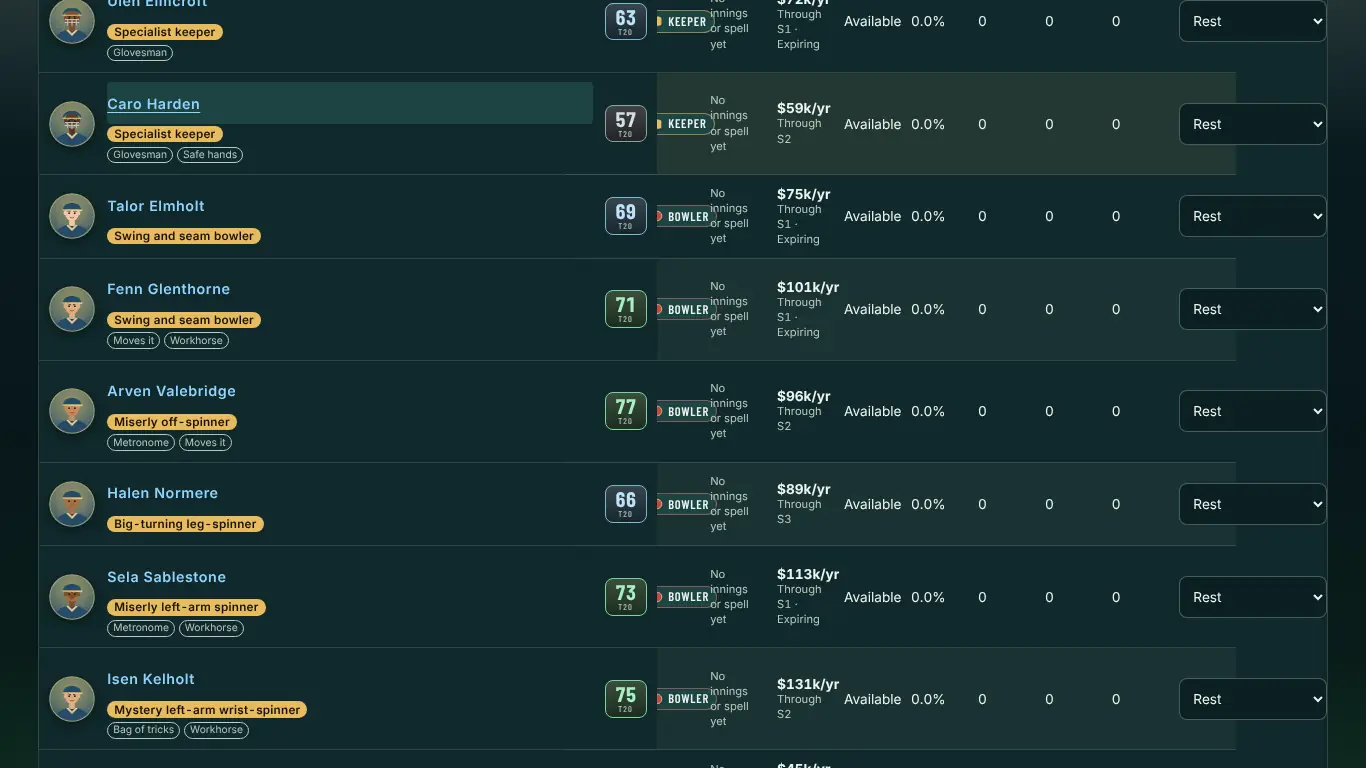 Ulen Elmcroft
Specialist keeper
Glovesman
63
T20
KEEPER
No
innings
or spell
yet
$72k/yr
Through
S1 ·
Expiring
Available
0.0%
0
0
0
Rest
Caro Harden
Specialist keeper
Glovesman
Safe hands
57
T20
KEEPER
No
innings
or spell
yet
$59k/yr
Through
S2
Available
0.0%
0
0
0
Rest
Talor Elmholt
Swing and seam bowler
69
T20
BOWLER
No
innings
or spell
yet
$75k/yr
Through
S1 ·
Expiring
Available
0.0%
0
0
0
Rest
Fenn Glenthorne
Swing and seam bowler
Moves it
Workhorse
71
T20
BOWLER
No
innings
or spell
yet
$101k/yr
Through
S1 ·
Expiring
Available
0.0%
0
0
0
Rest
Arven Valebridge
Miserly off-spinner
Metronome
Moves it
77
T20
BOWLER
No
innings
or spell
yet
$96k/yr
Through
S2
Available
0.0%
0
0
0
Rest
Halen Normere
Big-turning leg-spinner
66
T20
BOWLER
No
innings
or spell
yet
$89k/yr
Through
S3
Available
0.0%
0
0
0
Rest
Sela Sablestone
Miserly left-arm spinner
Metronome
Workhorse
73
T20
BOWLER
No
innings
or spell
yet
$113k/yr
Through
S1 ·
Expiring
Available
0.0%
0
0
0
Rest
Isen Kelholt
Mystery left-arm wrist-spinner
Bag of tricks
Workhorse
75
T20
BOWLER
No
innings
or spell
yet
$131k/yr
Through
S2
Available
0.0%
0
0
0
Rest